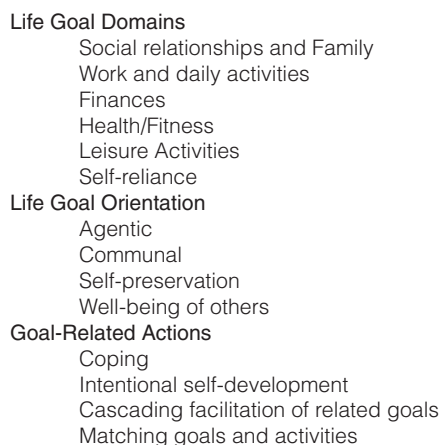 Life Goal Domains
Social relationships and Family
Work and daily activities
Finances
Health/Fitness
Leisure Activities
Self-reliance
Life Goal Orientation
Agentic
Communal
Self-preservation
Well-being of others
Goal-Related Actions
Coping
Intentional self-development
Cascading facilitation of related goals
Matching goals and activities